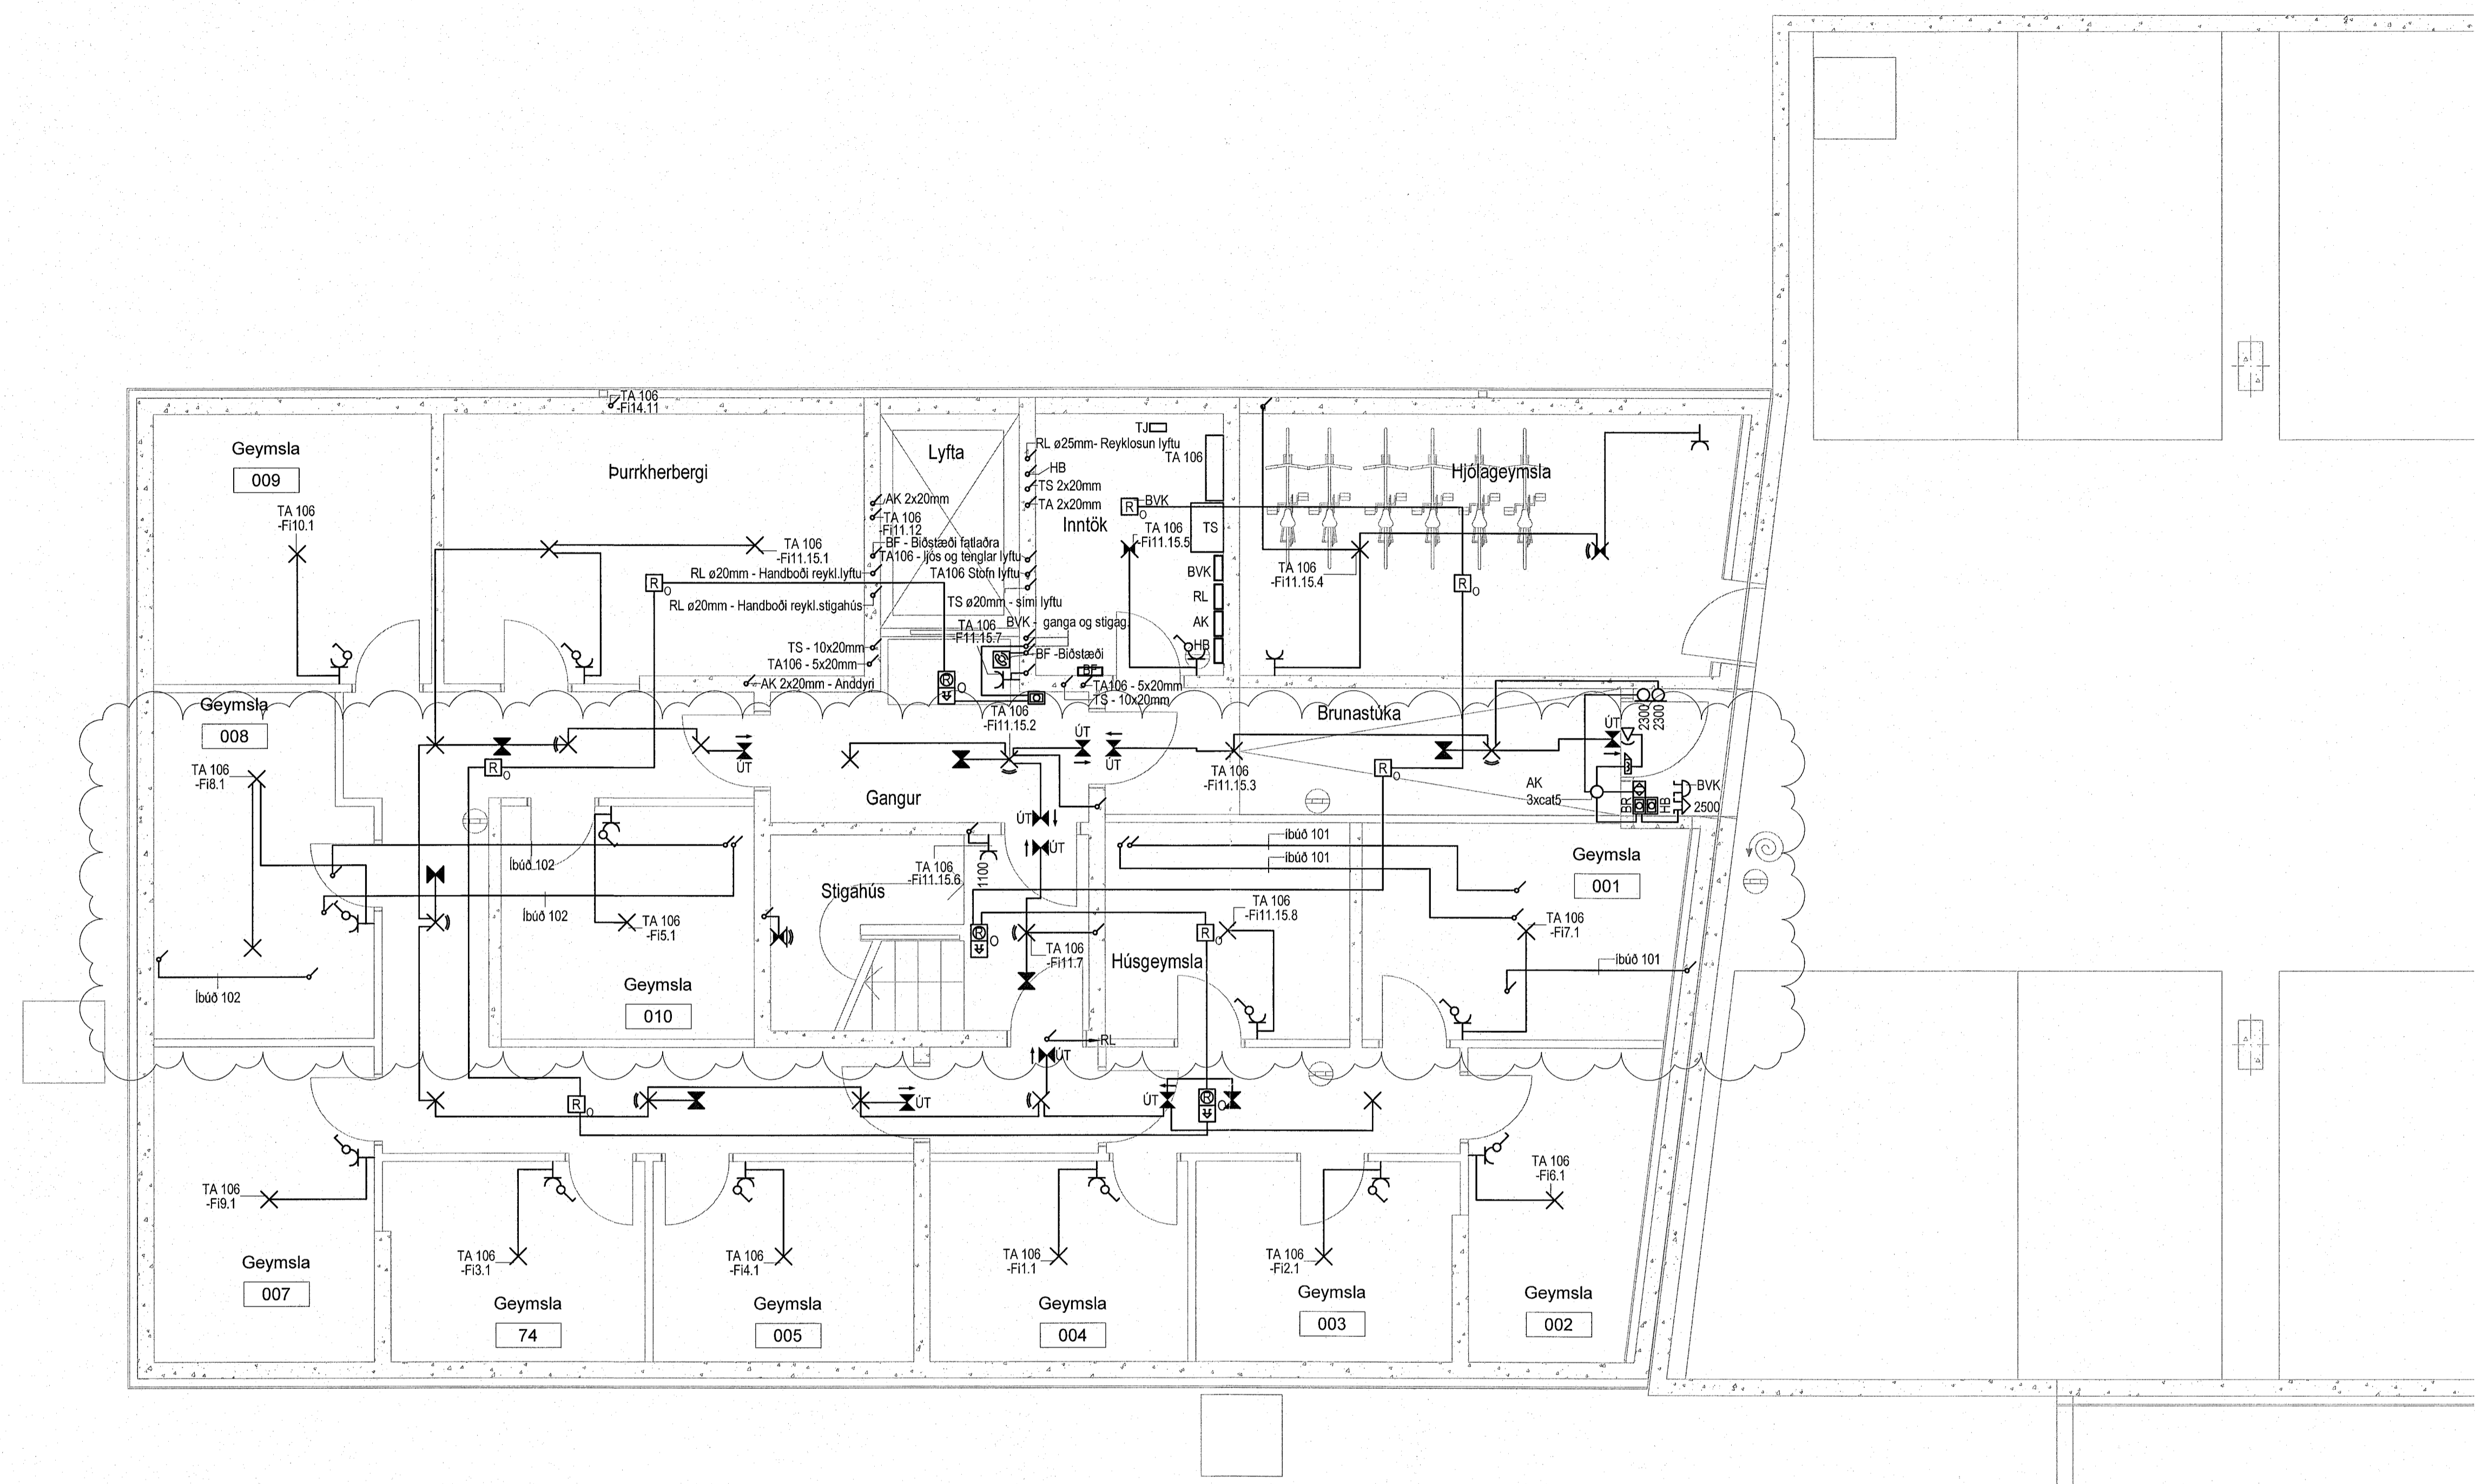 TA 106
-Fi14.11
Geymsla
009
TA 106
-Fi10.1
Þurrkherbergi
TA 106
-Fi11.15.1
Lyfta
AK 2x20mm
TA 106
-Fi11.12
BF - Biðstæði fatlaðra
TA106 - ljós og tenglar lyftu
RL ø20mm - Handboði reykl.lyftu
TA106 Stofn lyftu
RL ø20mm - Handboði reykl.stigahús
TS ø20mm - sími lyftu
TA 106
-F11.15.7
BVK - ganga og stigag.
TS - 10x20mm
TA106 - 5x20mm
AK 2x20mm - Anddyri
BF -Biðstæði
BF
TA106 - 5x20mm
TS - 10x20mm
TJ
RL ø25mm- Reyklosun lyftu
TA 106
HB
TS 2x20mm
TA 2x20mm
R
O
BVK
Inntök
TA 106
-Fi11.15.5
TS
BVK
RL
AK
HB
Hjólageymsla
TA 106
-Fi11.15.4
R
O
R
O
R
O
Geymsla
008
TA 106
-Fi8.1
R
O
ÚT
TA 106
-Fi11.15.2
ÚT
ÚT
Brunastúka
TA 106
-Fi11.15.3
R
O
ÚT
2300
2300
AK
3xcat5
BR
HB
BVK
2500
Gangur
ÚT
ÚT
Íbúð 102
Íbúð 102
Íbúð 102
TA 106
-Fi5.1
Geymsla
010
Stigahús
TA 106
-Fi11.15.6
1100
R
O
TA 106
-Fi11.7
íbúð 101
íbúð 101
íbúð 101
TA 106
-Fi11.15.8
R
O
Húsgeymsla
Geymsla
001
TA 106
-Fi7.1
RL
ÚT
R
O
ÚT
R
O
TA 106
-Fi9.1
Geymsla
007
TA 106
-Fi3.1
Geymsla
74
TA 106
-Fi4.1
Geymsla
005
TA 106
-Fi1.1
Geymsla
004
TA 106
-Fi2.1
Geymsla
003
TA 106
-Fi6.1
Geymsla
002